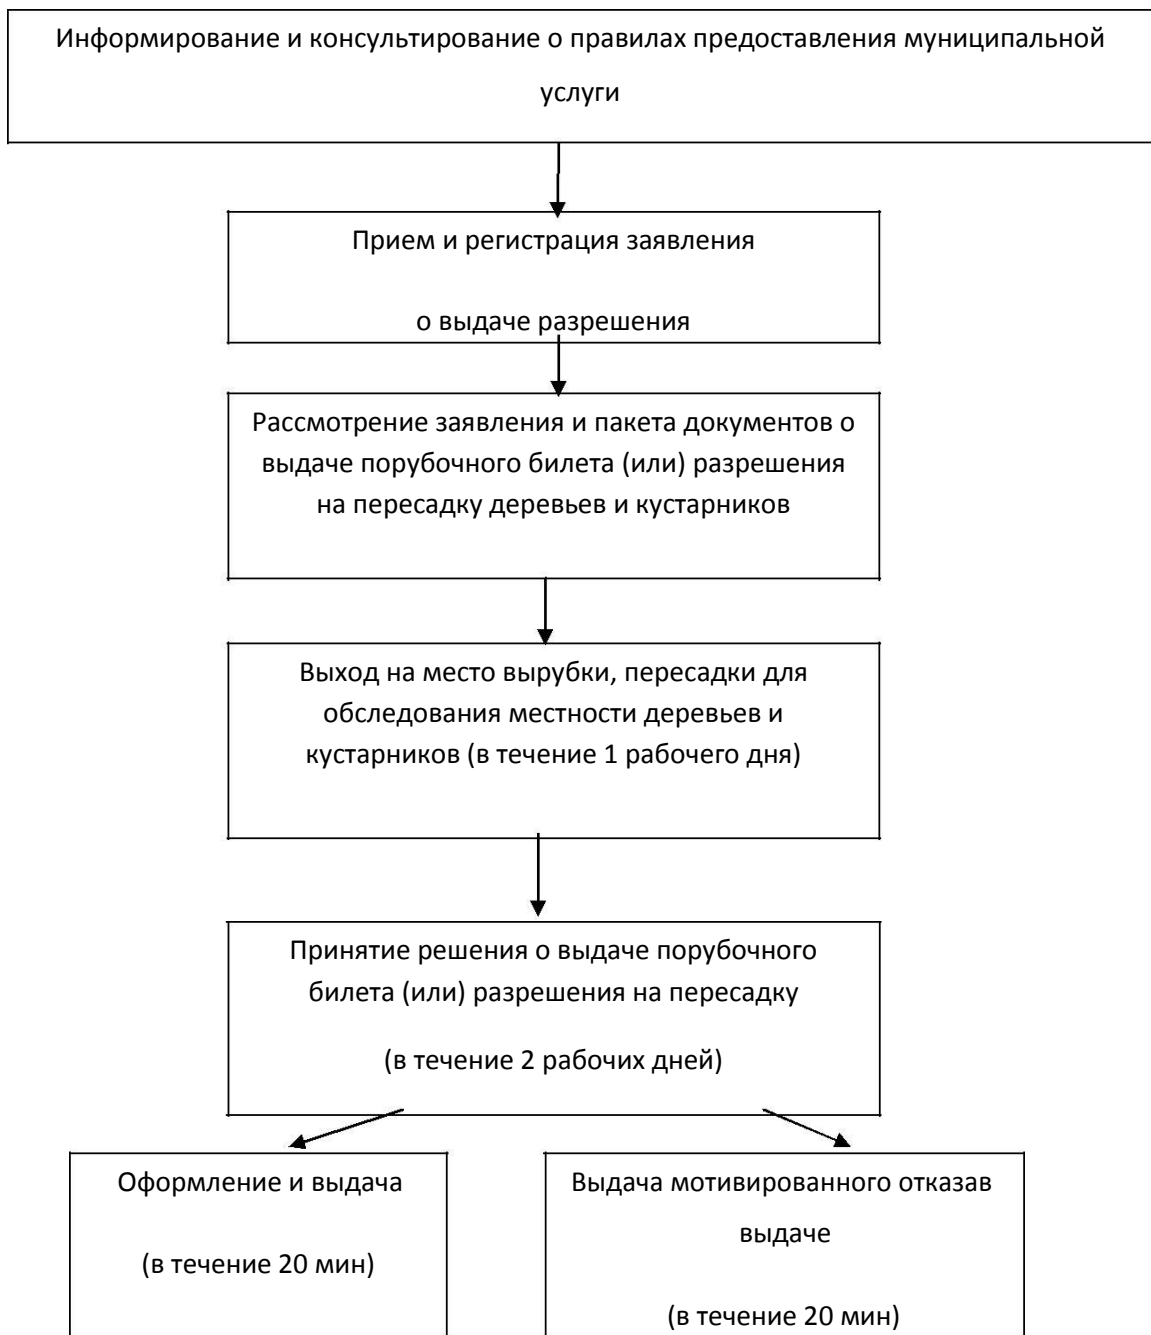 Информирование и консультирование о правилах предоставления муниципальной
услуги
Прием и регистрация заявления
о выдаче разрешения
Рассмотрение заявления и пакета документов о
выдаче порубочного билета (или) разрешения
на пересадку деревьев и кустарников
Выход на место вырубки, пересадки для
обследования местности деревьев и
кустарников (в течение 1 рабочего дня)
Принятие решения о выдаче порубочного
билета (или) разрешения на пересадку
(в течение 2 рабочих дней)
Оформление и выдача
(в течение 20 мин)
Выдача мотивированного отказав
выдаче
(в течение 20 мин)